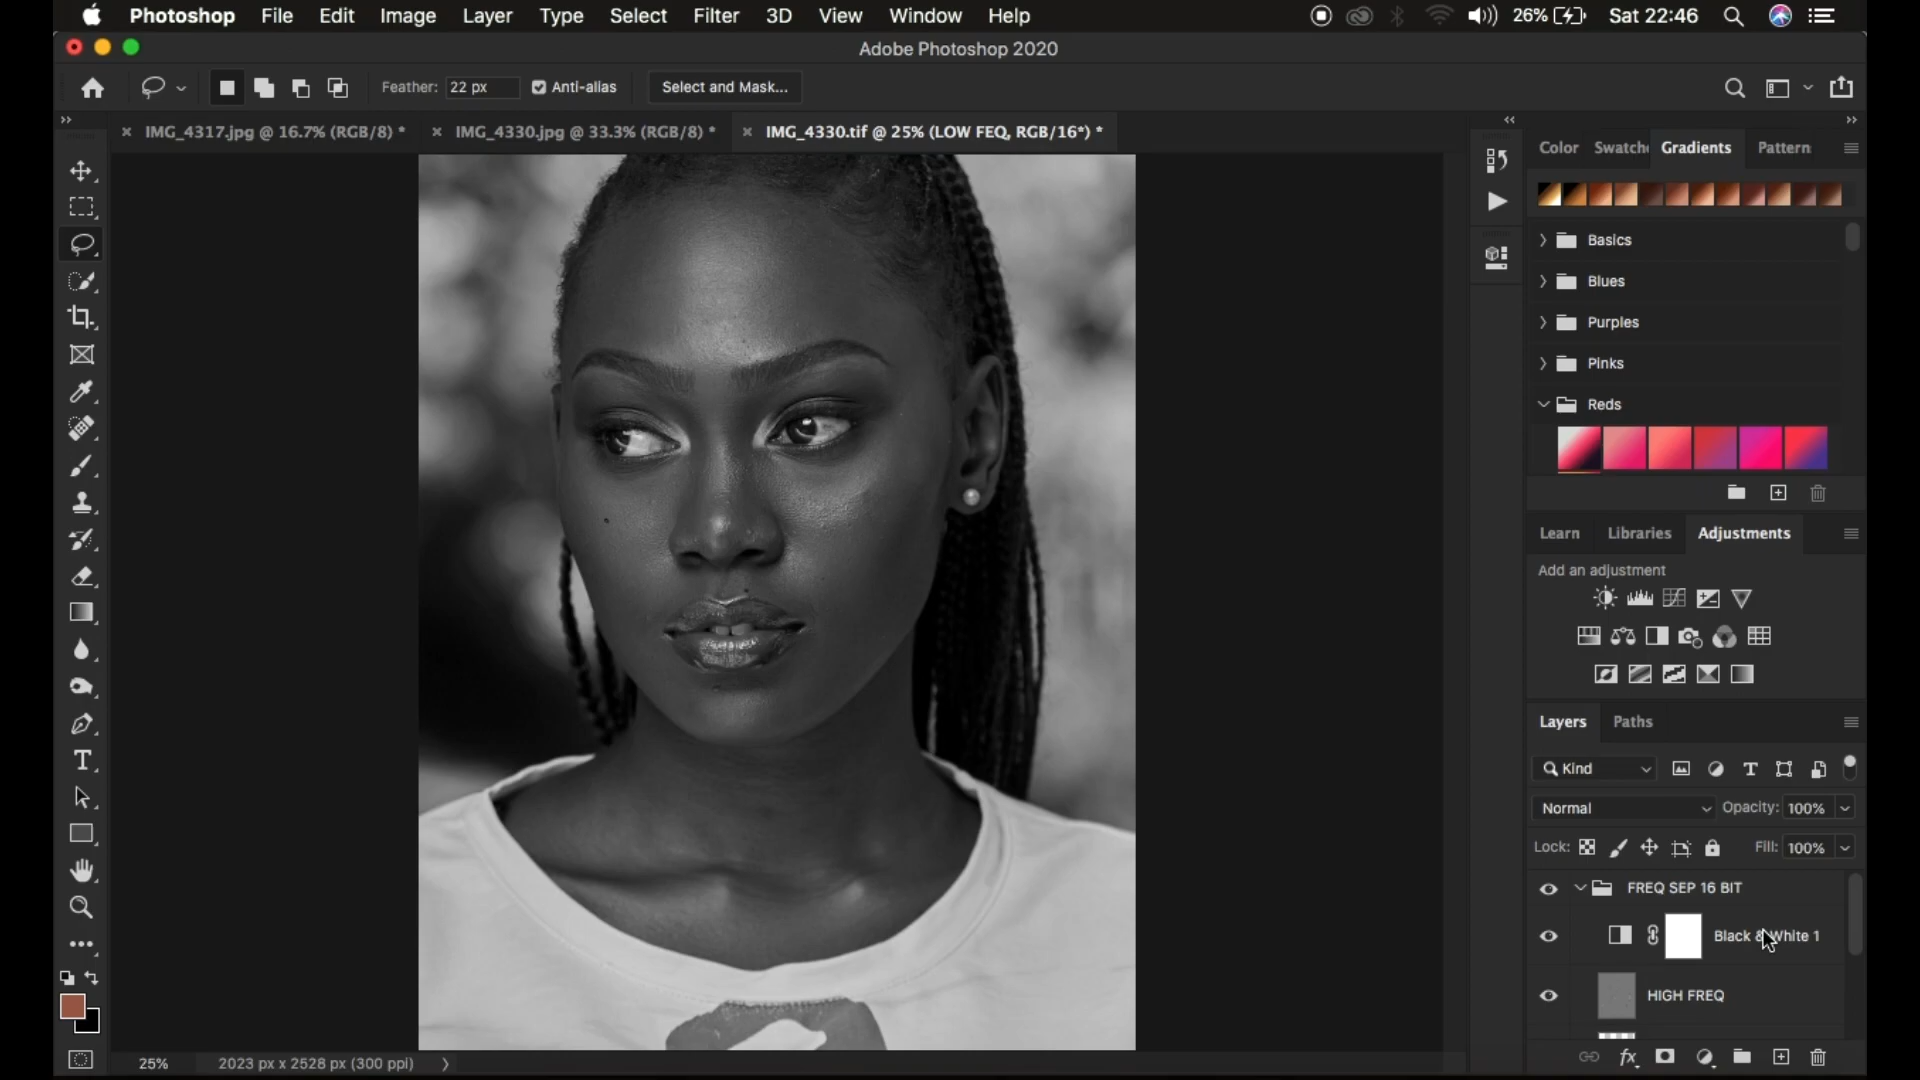 Photoshop File Edit Image Layer Type Select Filter 3D View Window Help 26% Sat 22:46
Adobe Photoshop 2020
Feather: 22 px Anti-alias Select and Mask...
IMG_4317.jpg @ 16.7% (RGB/8) * IMG_4330.jpg @ 33.3% (RGB/8) * IMG_4330.tif @ 25% (LOW FEQ, RGB/16*) *
Color Swatche Gradients Pattern
Basics
Blues
Purples
Pinks
Reds
Learn Libraries Adjustments
Add an adjustment
Layers Paths
Kind
Normal Opacity: 100%
Lock: Fill: 100%
FREQ SEP 16 BIT
Black & White 1
HIGH FREQ
25% 2023 px x 2528 px (300 ppi)